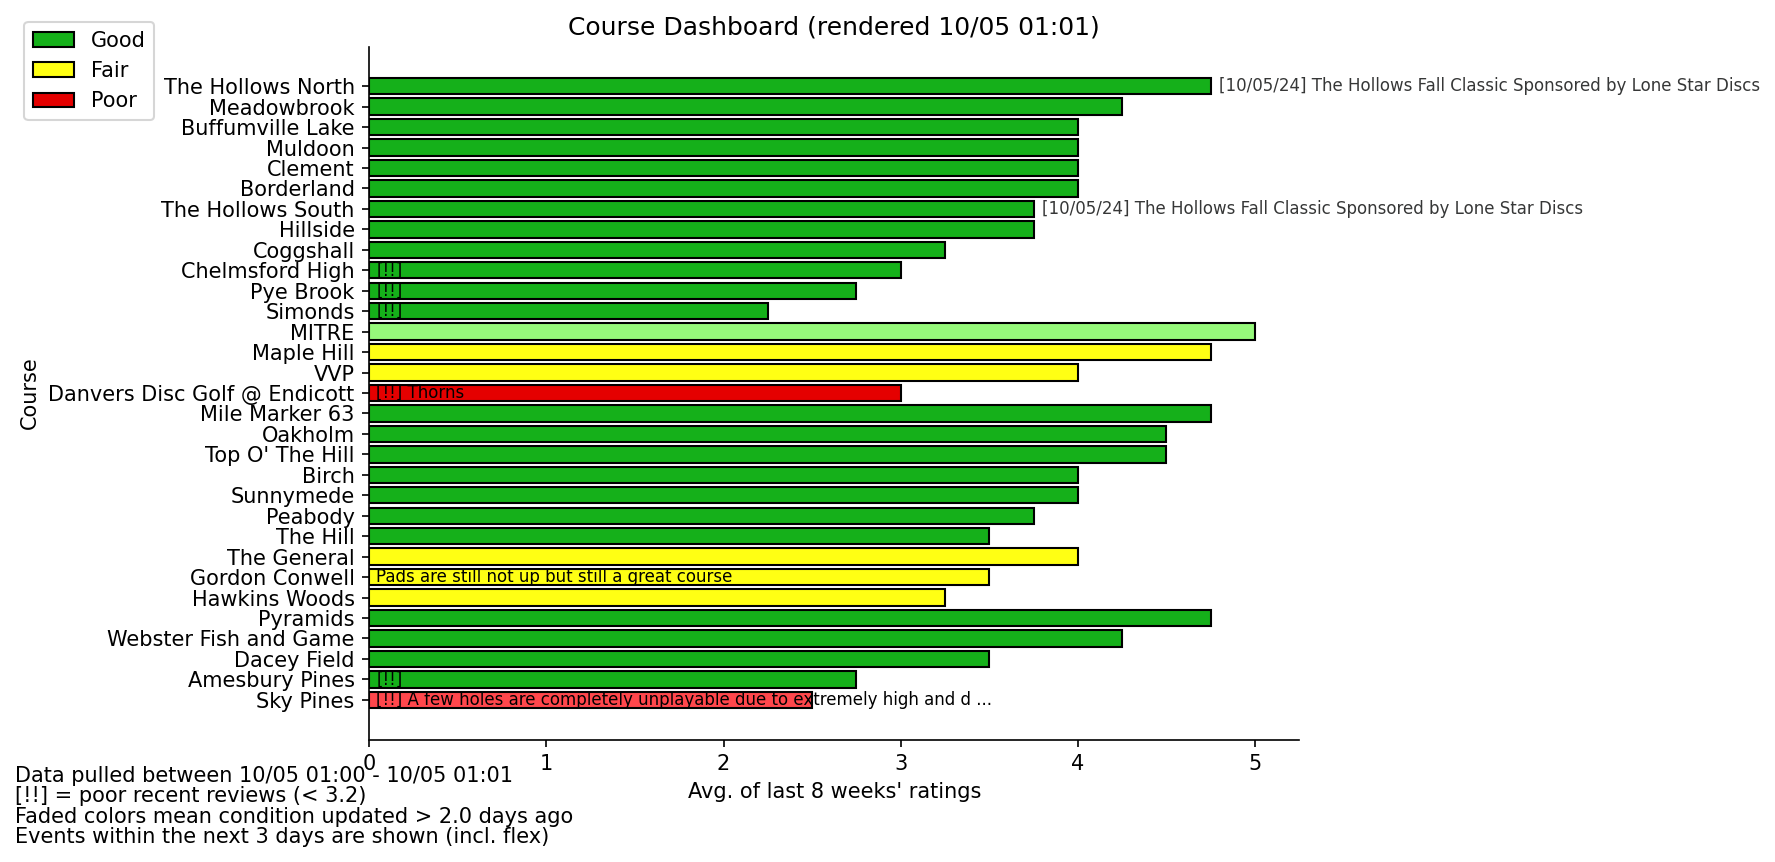 Course Dashboard (rendered 10/05 01:01)
Good
Fair
Poor
The Hollows North [10/05/24] The Hollows Fall Classic Sponsored by Lone Star Discs
Meadowbrook
Buffumville Lake
Muldoon
Clement
Borderland
The Hollows South [10/05/24] The Hollows Fall Classic Sponsored by Lone Star Discs
Hillside
Coggshall
Chelmsford High [!!]
Pye Brook [!!]
Simonds [!!]
MITRE
Maple Hill
VVP
Danvers Disc Golf @ Endicott [!!] Thorns
Mile Marker 63
Oakholm
Top O' The Hill
Birch
Sunnymede
Peabody
The Hill
The General
Gordon Conwell Pads are still not up but still a great course
Hawkins Woods
Pyramids
Webster Fish and Game
Dacey Field
Amesbury Pines [!!]
Sky Pines [!!] A few holes are completely unplayable due to extremely high and d ...
Course
0 1 2 3 4 5
Avg. of last 8 weeks' ratings
Data pulled between 10/05 01:00 - 10/05 01:01
[!!] = poor recent reviews (< 3.2)
Faded colors mean condition updated > 2.0 days ago
Events within the next 3 days are shown (incl. flex)